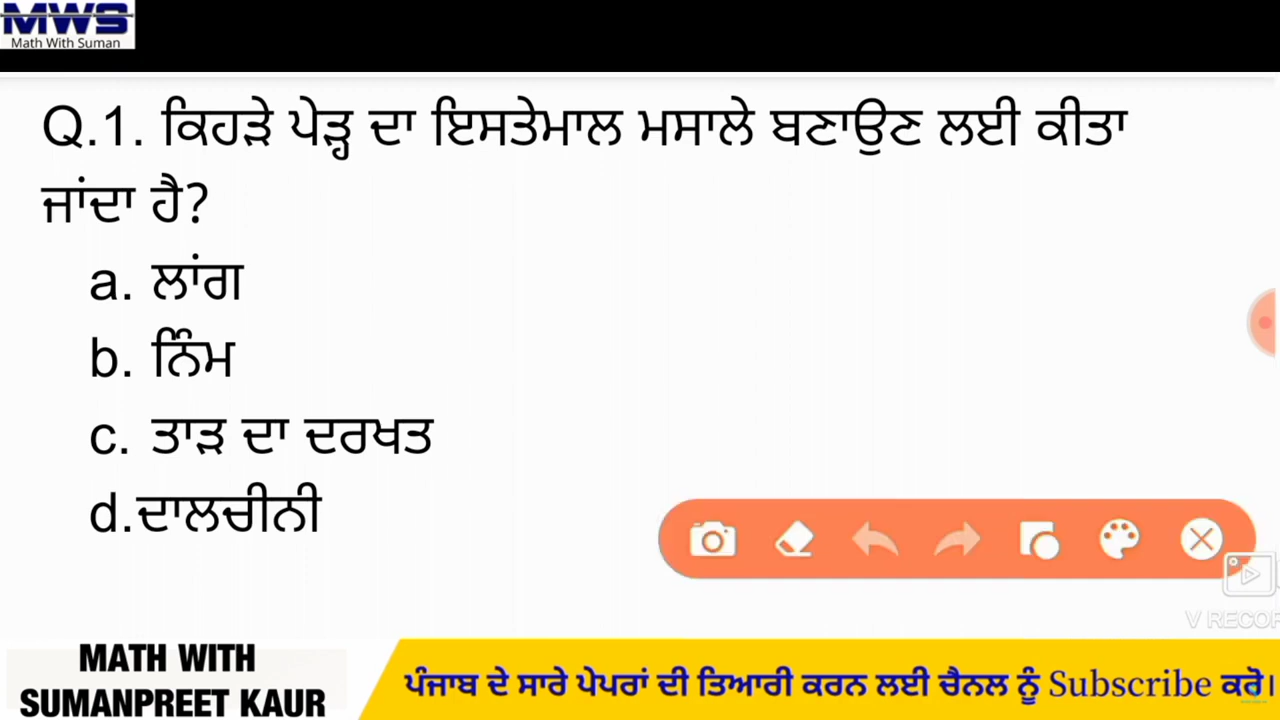 MWS
Math With Suman
Q.1. ਕਿਹੜੇ ਪੇੜ੍ਹ ਦਾ ਇਸਤੇਮਾਲ ਮਸਾਲੇ ਬਣਾਉਣ ਲਈ ਕੀਤਾ
ਜਾਂਦਾ ਹੈ?
a. ਲਾਂਗ
b. ਨਿੰਮ
c. ਤਾੜ ਦਾ ਦਰਖਤ
d.ਦਾਲਚੀਨੀ
V RECOR
MATH WITH
SUMANPREET KAUR
ਪੰਜਾਬ ਦੇ ਸਾਰੇ ਪੇਪਰਾਂ ਦੀ ਤਿਆਰੀ ਕਰਨ ਲਈ ਚੈਨਲ ਨੂੰ Subscribe ਕਰੋ।